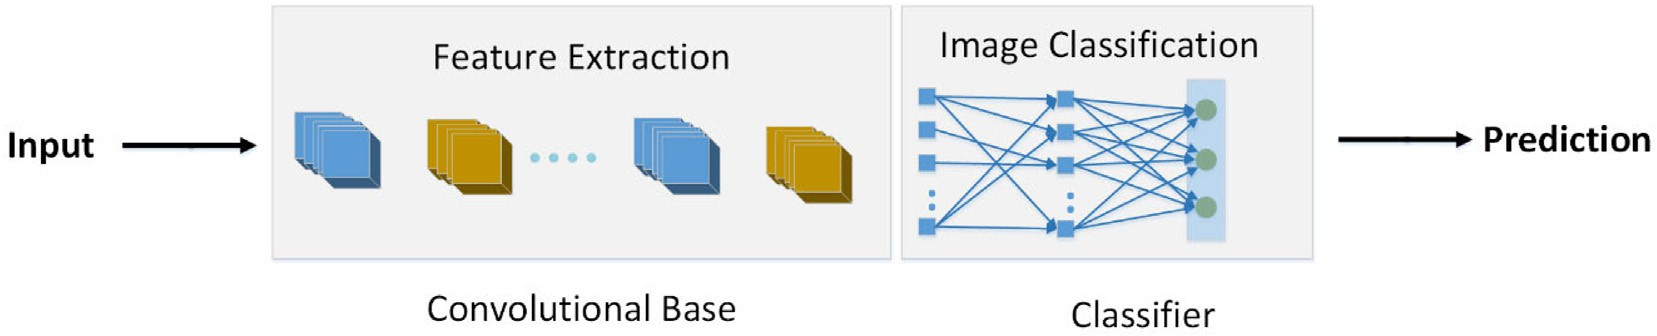 Feature Extraction
Image Classification
Input
Prediction
Convolutional Base
Classifier